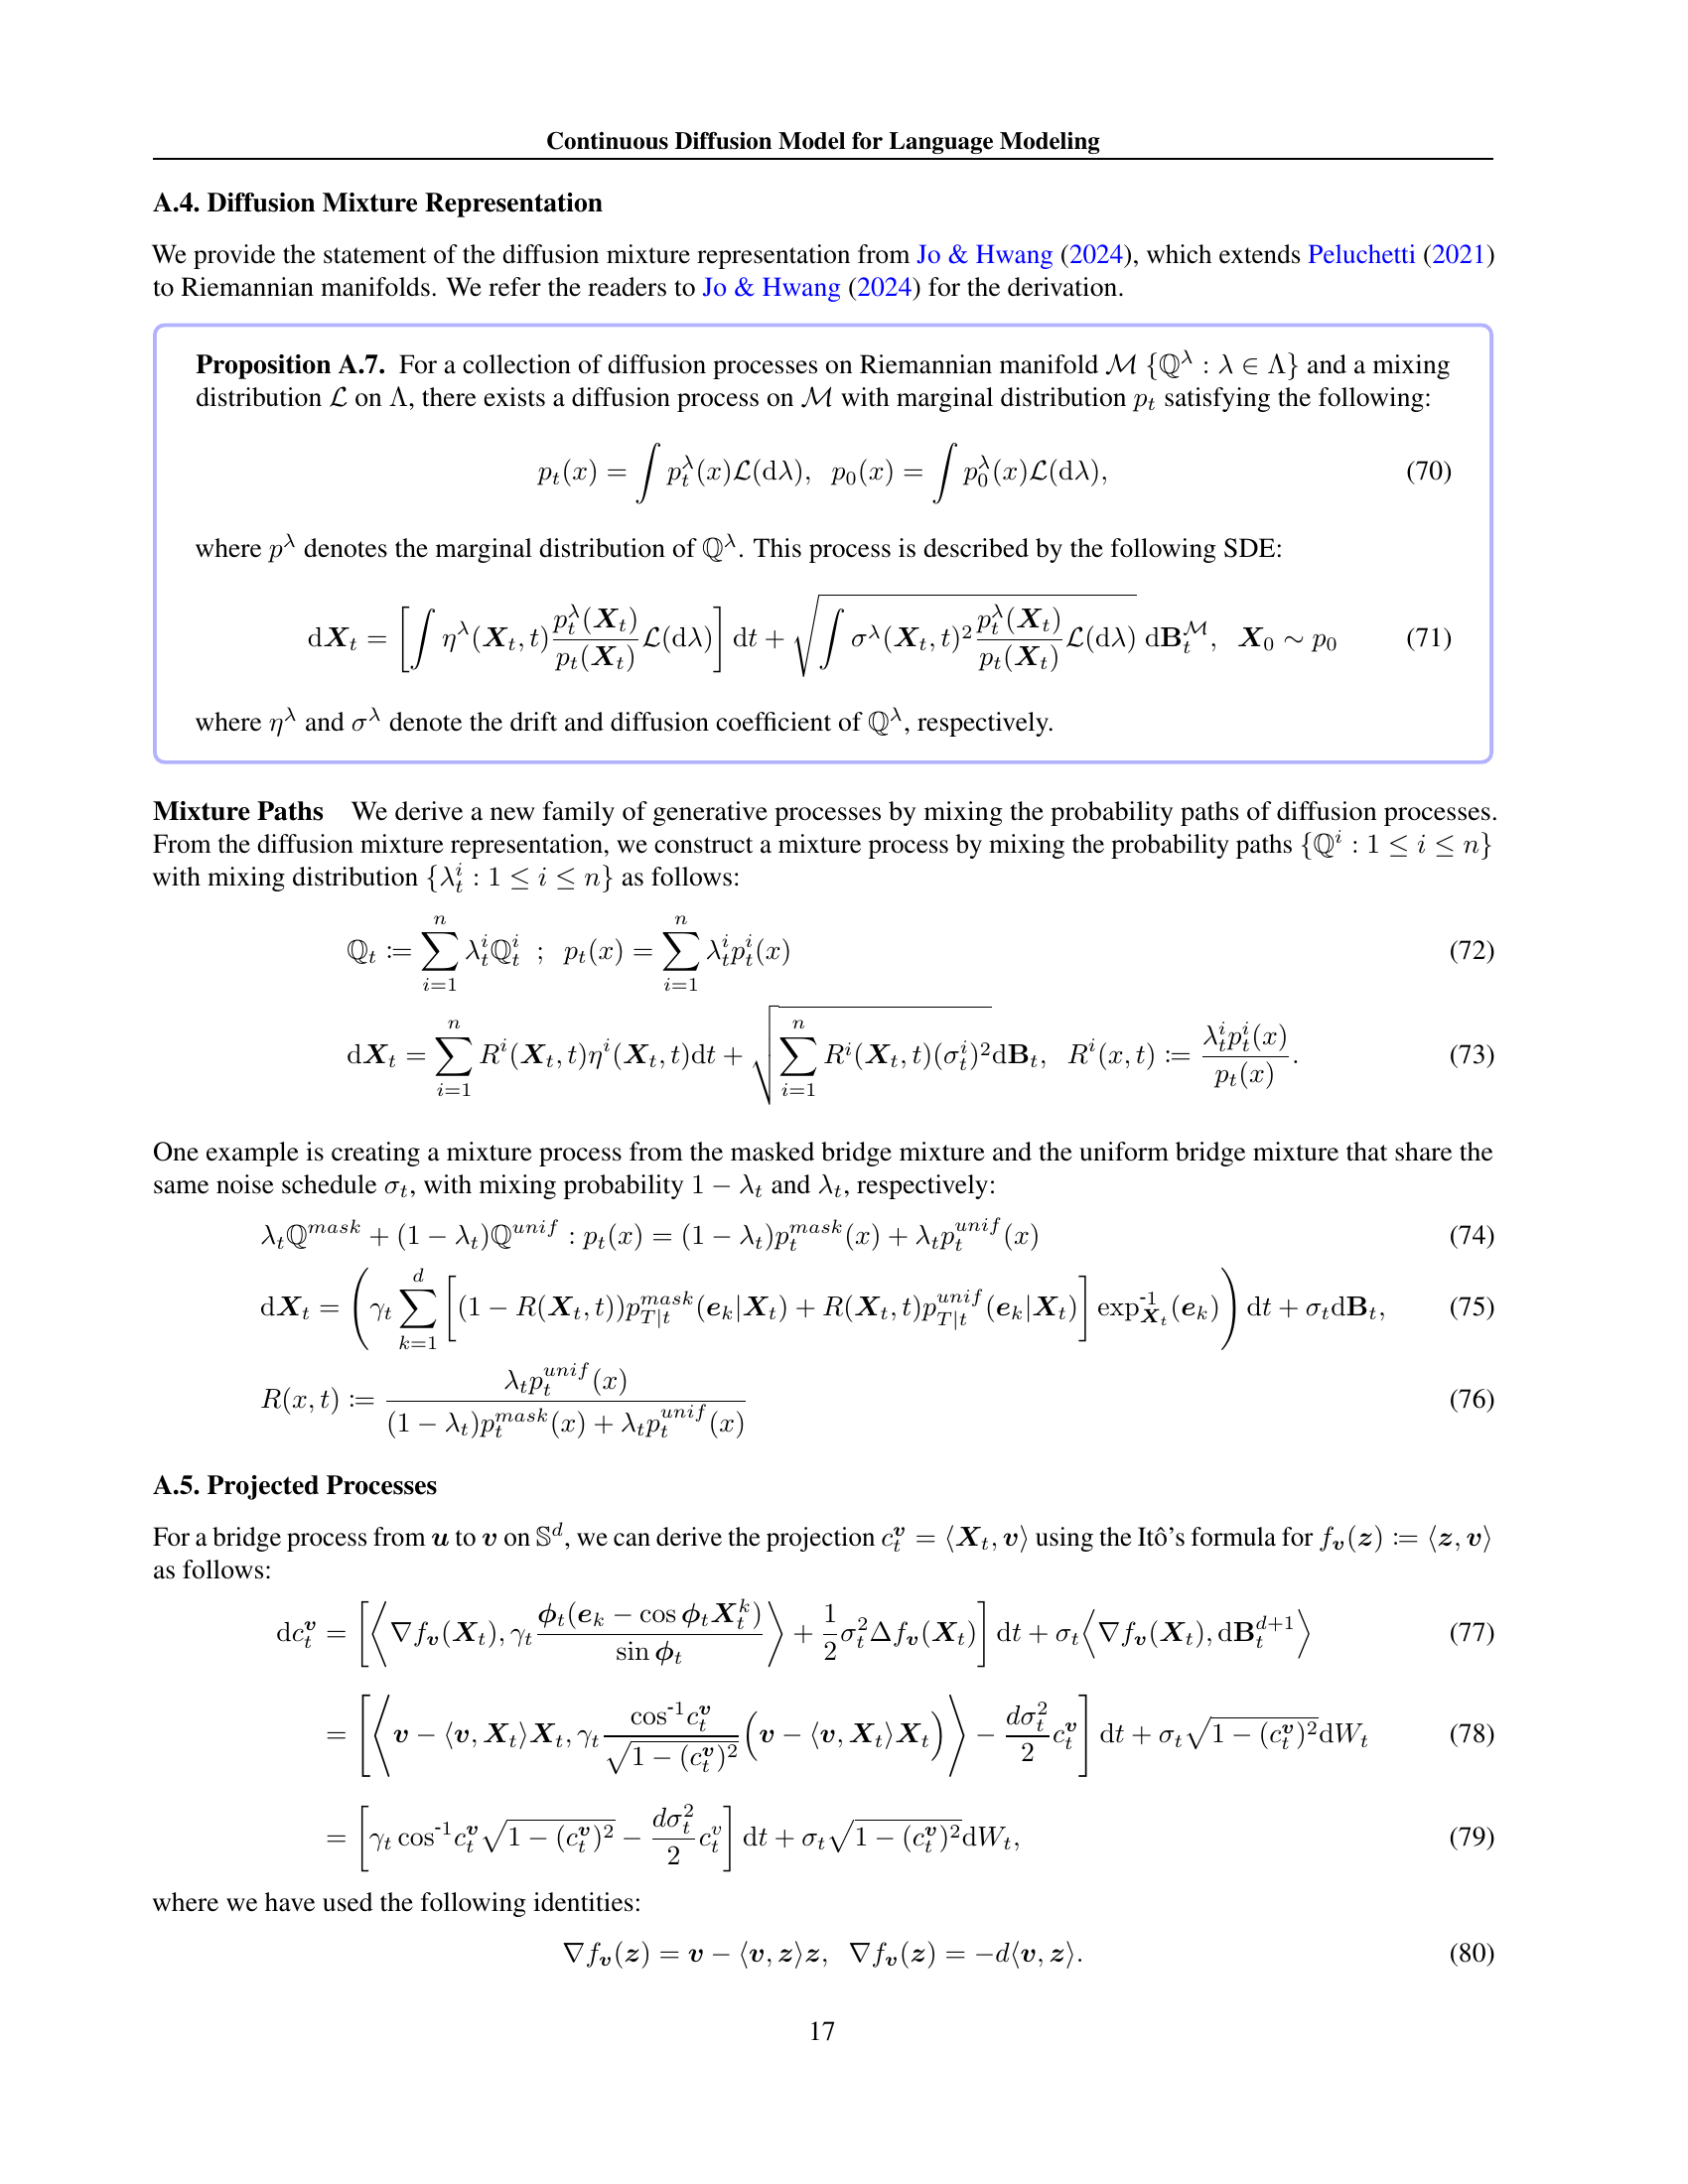 Continuous Diffusion Model for Language Modeling
A.4. Diffusion Mixture Representation
We provide the statement of the diffusion mixture representation from Jo & Hwang (2024), which extends Peluchetti (2021)
to Riemannian manifolds. We refer the readers to Jo & Hwang (2024) for the derivation.
Proposition A.7. For a collection of diffusion processes on Riemannian manifold $\mathcal{M}$ $\{\mathbb{Q}^\lambda : \lambda \in \Lambda\}$ and a mixing
distribution $\mathcal{L}$ on $\Lambda$, there exists a diffusion process on $\mathcal{M}$ with marginal distribution $p_t$ satisfying the following:
$p_t(x) = \int p_t^\lambda(x)\mathcal{L}(\mathrm{d}\lambda), \; p_0(x) = \int p_0^\lambda(x)\mathcal{L}(\mathrm{d}\lambda),$ (70)
where $p^\lambda$ denotes the marginal distribution of $\mathbb{Q}^\lambda$. This process is described by the following SDE:
$\mathrm{d}\boldsymbol{X}_t = \left[\int \eta^\lambda(\boldsymbol{X}_t, t)\frac{p_t^\lambda(\boldsymbol{X}_t)}{p_t(\boldsymbol{X}_t)}\mathcal{L}(\mathrm{d}\lambda)\right]\mathrm{d}t + \sqrt{\int \sigma^\lambda(\boldsymbol{X}_t, t)^2\frac{p_t^\lambda(\boldsymbol{X}_t)}{p_t(\boldsymbol{X}_t)}\mathcal{L}(\mathrm{d}\lambda)}\; \mathrm{d}\mathbf{B}_t^{\mathcal{M}}, \; \boldsymbol{X}_0 \sim p_0$ (71)
where $\eta^\lambda$ and $\sigma^\lambda$ denote the drift and diffusion coefficient of $\mathbb{Q}^\lambda$, respectively.
Mixture Paths We derive a new family of generative processes by mixing the probability paths of diffusion processes.
From the diffusion mixture representation, we construct a mixture process by mixing the probability paths $\{\mathbb{Q}^i : 1 \le i \le n\}$
with mixing distribution $\{\lambda_t^i : 1 \le i \le n\}$ as follows:
$\mathbb{Q}_t := \sum_{i=1}^n \lambda_t^i \mathbb{Q}_t^i \; ; \; p_t(x) = \sum_{i=1}^n \lambda_t^i p_t^i(x)$ (72)
$\mathrm{d}\boldsymbol{X}_t = \sum_{i=1}^n R^i(\boldsymbol{X}_t, t)\eta^i(\boldsymbol{X}_t, t)\mathrm{d}t + \sqrt{\sum_{i=1}^n R^i(\boldsymbol{X}_t, t)(\sigma_t^i)^2}\mathrm{d}\mathbf{B}_t, \; R^i(x, t) := \frac{\lambda_t^i p_t^i(x)}{p_t(x)}.$ (73)
One example is creating a mixture process from the masked bridge mixture and the uniform bridge mixture that share the
same noise schedule $\sigma_t$, with mixing probability $1 - \lambda_t$ and $\lambda_t$, respectively:
$\lambda_t\mathbb{Q}^{mask} + (1 - \lambda_t)\mathbb{Q}^{unif} : p_t(x) = (1 - \lambda_t)p_t^{mask}(x) + \lambda_t p_t^{unif}(x)$ (74)
$\mathrm{d}\boldsymbol{X}_t = \left(\gamma_t \sum_{k=1}^d \left[(1 - R(\boldsymbol{X}_t, t))p_{T|t}^{mask}(\boldsymbol{e}_k|\boldsymbol{X}_t) + R(\boldsymbol{X}_t, t)p_{T|t}^{unif}(\boldsymbol{e}_k|\boldsymbol{X}_t)\right]\exp_{\boldsymbol{X}_t}^{-1}(\boldsymbol{e}_k)\right)\mathrm{d}t + \sigma_t\mathrm{d}\mathbf{B}_t,$ (75)
$R(x, t) := \frac{\lambda_t p_t^{unif}(x)}{(1 - \lambda_t)p_t^{mask}(x) + \lambda_t p_t^{unif}(x)}$ (76)
A.5. Projected Processes
For a bridge process from $\boldsymbol{u}$ to $\boldsymbol{v}$ on $\mathbb{S}^d$, we can derive the projection $c_t^{\boldsymbol{v}} = \langle \boldsymbol{X}_t, \boldsymbol{v}\rangle$ using the Itô's formula for $f_{\boldsymbol{v}}(\boldsymbol{z}) := \langle \boldsymbol{z}, \boldsymbol{v}\rangle$
as follows:
$\mathrm{d}c_t^{\boldsymbol{v}} = \left[\left\langle \nabla f_{\boldsymbol{v}}(\boldsymbol{X}_t), \gamma_t\frac{\boldsymbol{\phi}_t(\boldsymbol{e}_k - \cos\boldsymbol{\phi}_t\boldsymbol{X}_t^k)}{\sin\boldsymbol{\phi}_t}\right\rangle + \frac{1}{2}\sigma_t^2\Delta f_{\boldsymbol{v}}(\boldsymbol{X}_t)\right]\mathrm{d}t + \sigma_t\left\langle \nabla f_{\boldsymbol{v}}(\boldsymbol{X}_t), \mathrm{d}\mathbf{B}_t^{d+1}\right\rangle$ (77)
$= \left[\left\langle \boldsymbol{v} - \langle \boldsymbol{v}, \boldsymbol{X}_t\rangle\boldsymbol{X}_t, \gamma_t\frac{\cos^{-1}c_t^{\boldsymbol{v}}}{\sqrt{1 - (c_t^{\boldsymbol{v}})^2}}\Big(\boldsymbol{v} - \langle \boldsymbol{v}, \boldsymbol{X}_t\rangle\boldsymbol{X}_t\Big)\right\rangle - \frac{d\sigma_t^2}{2}c_t^{\boldsymbol{v}}\right]\mathrm{d}t + \sigma_t\sqrt{1 - (c_t^{\boldsymbol{v}})^2}\mathrm{d}W_t$ (78)
$= \left[\gamma_t\cos^{-1}c_t^{\boldsymbol{v}}\sqrt{1 - (c_t^{\boldsymbol{v}})^2} - \frac{d\sigma_t^2}{2}c_t^v\right]\mathrm{d}t + \sigma_t\sqrt{1 - (c_t^{\boldsymbol{v}})^2}\mathrm{d}W_t,$ (79)
where we have used the following identities:
$\nabla f_{\boldsymbol{v}}(\boldsymbol{z}) = \boldsymbol{v} - \langle \boldsymbol{v}, \boldsymbol{z}\rangle\boldsymbol{z}, \; \nabla f_{\boldsymbol{v}}(\boldsymbol{z}) = -d\langle \boldsymbol{v}, \boldsymbol{z}\rangle.$ (80)
17